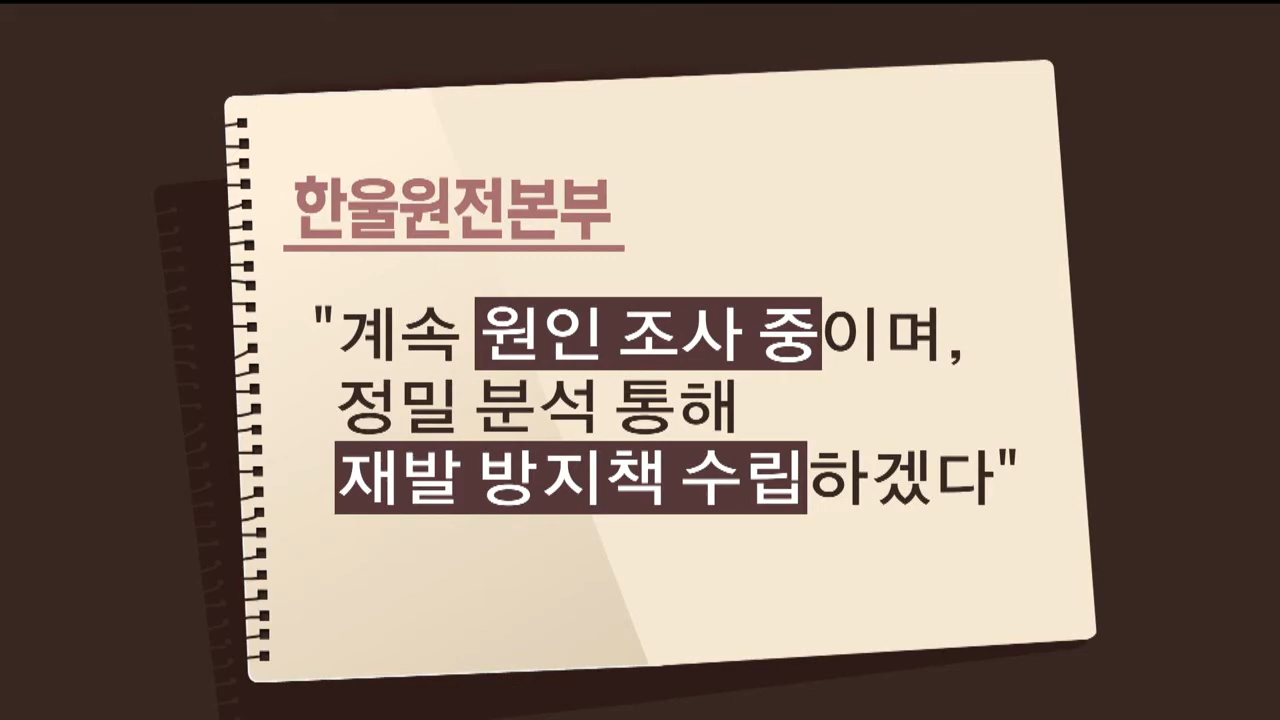 한울원전본부
"계속 원인 조사 중이며,
정밀 분석 통해
재발 방지책 수립하겠다"